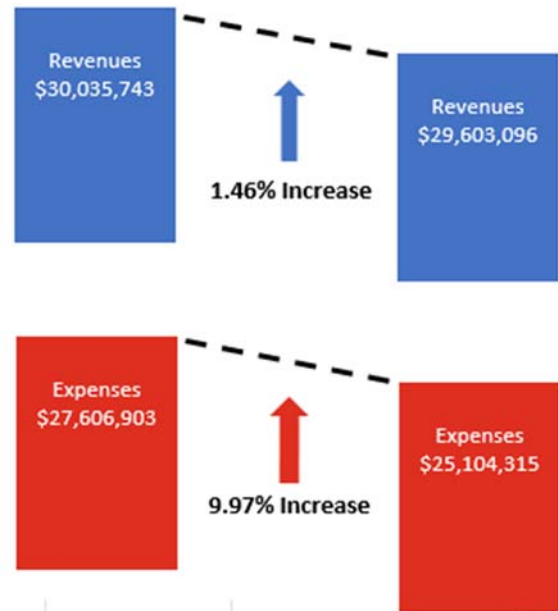 Revenues
$30,035,743
Revenues
$29,603,096
1.46% Increase
Expenses
$27,606,903
Expenses
$25,104,315
9.97% Increase